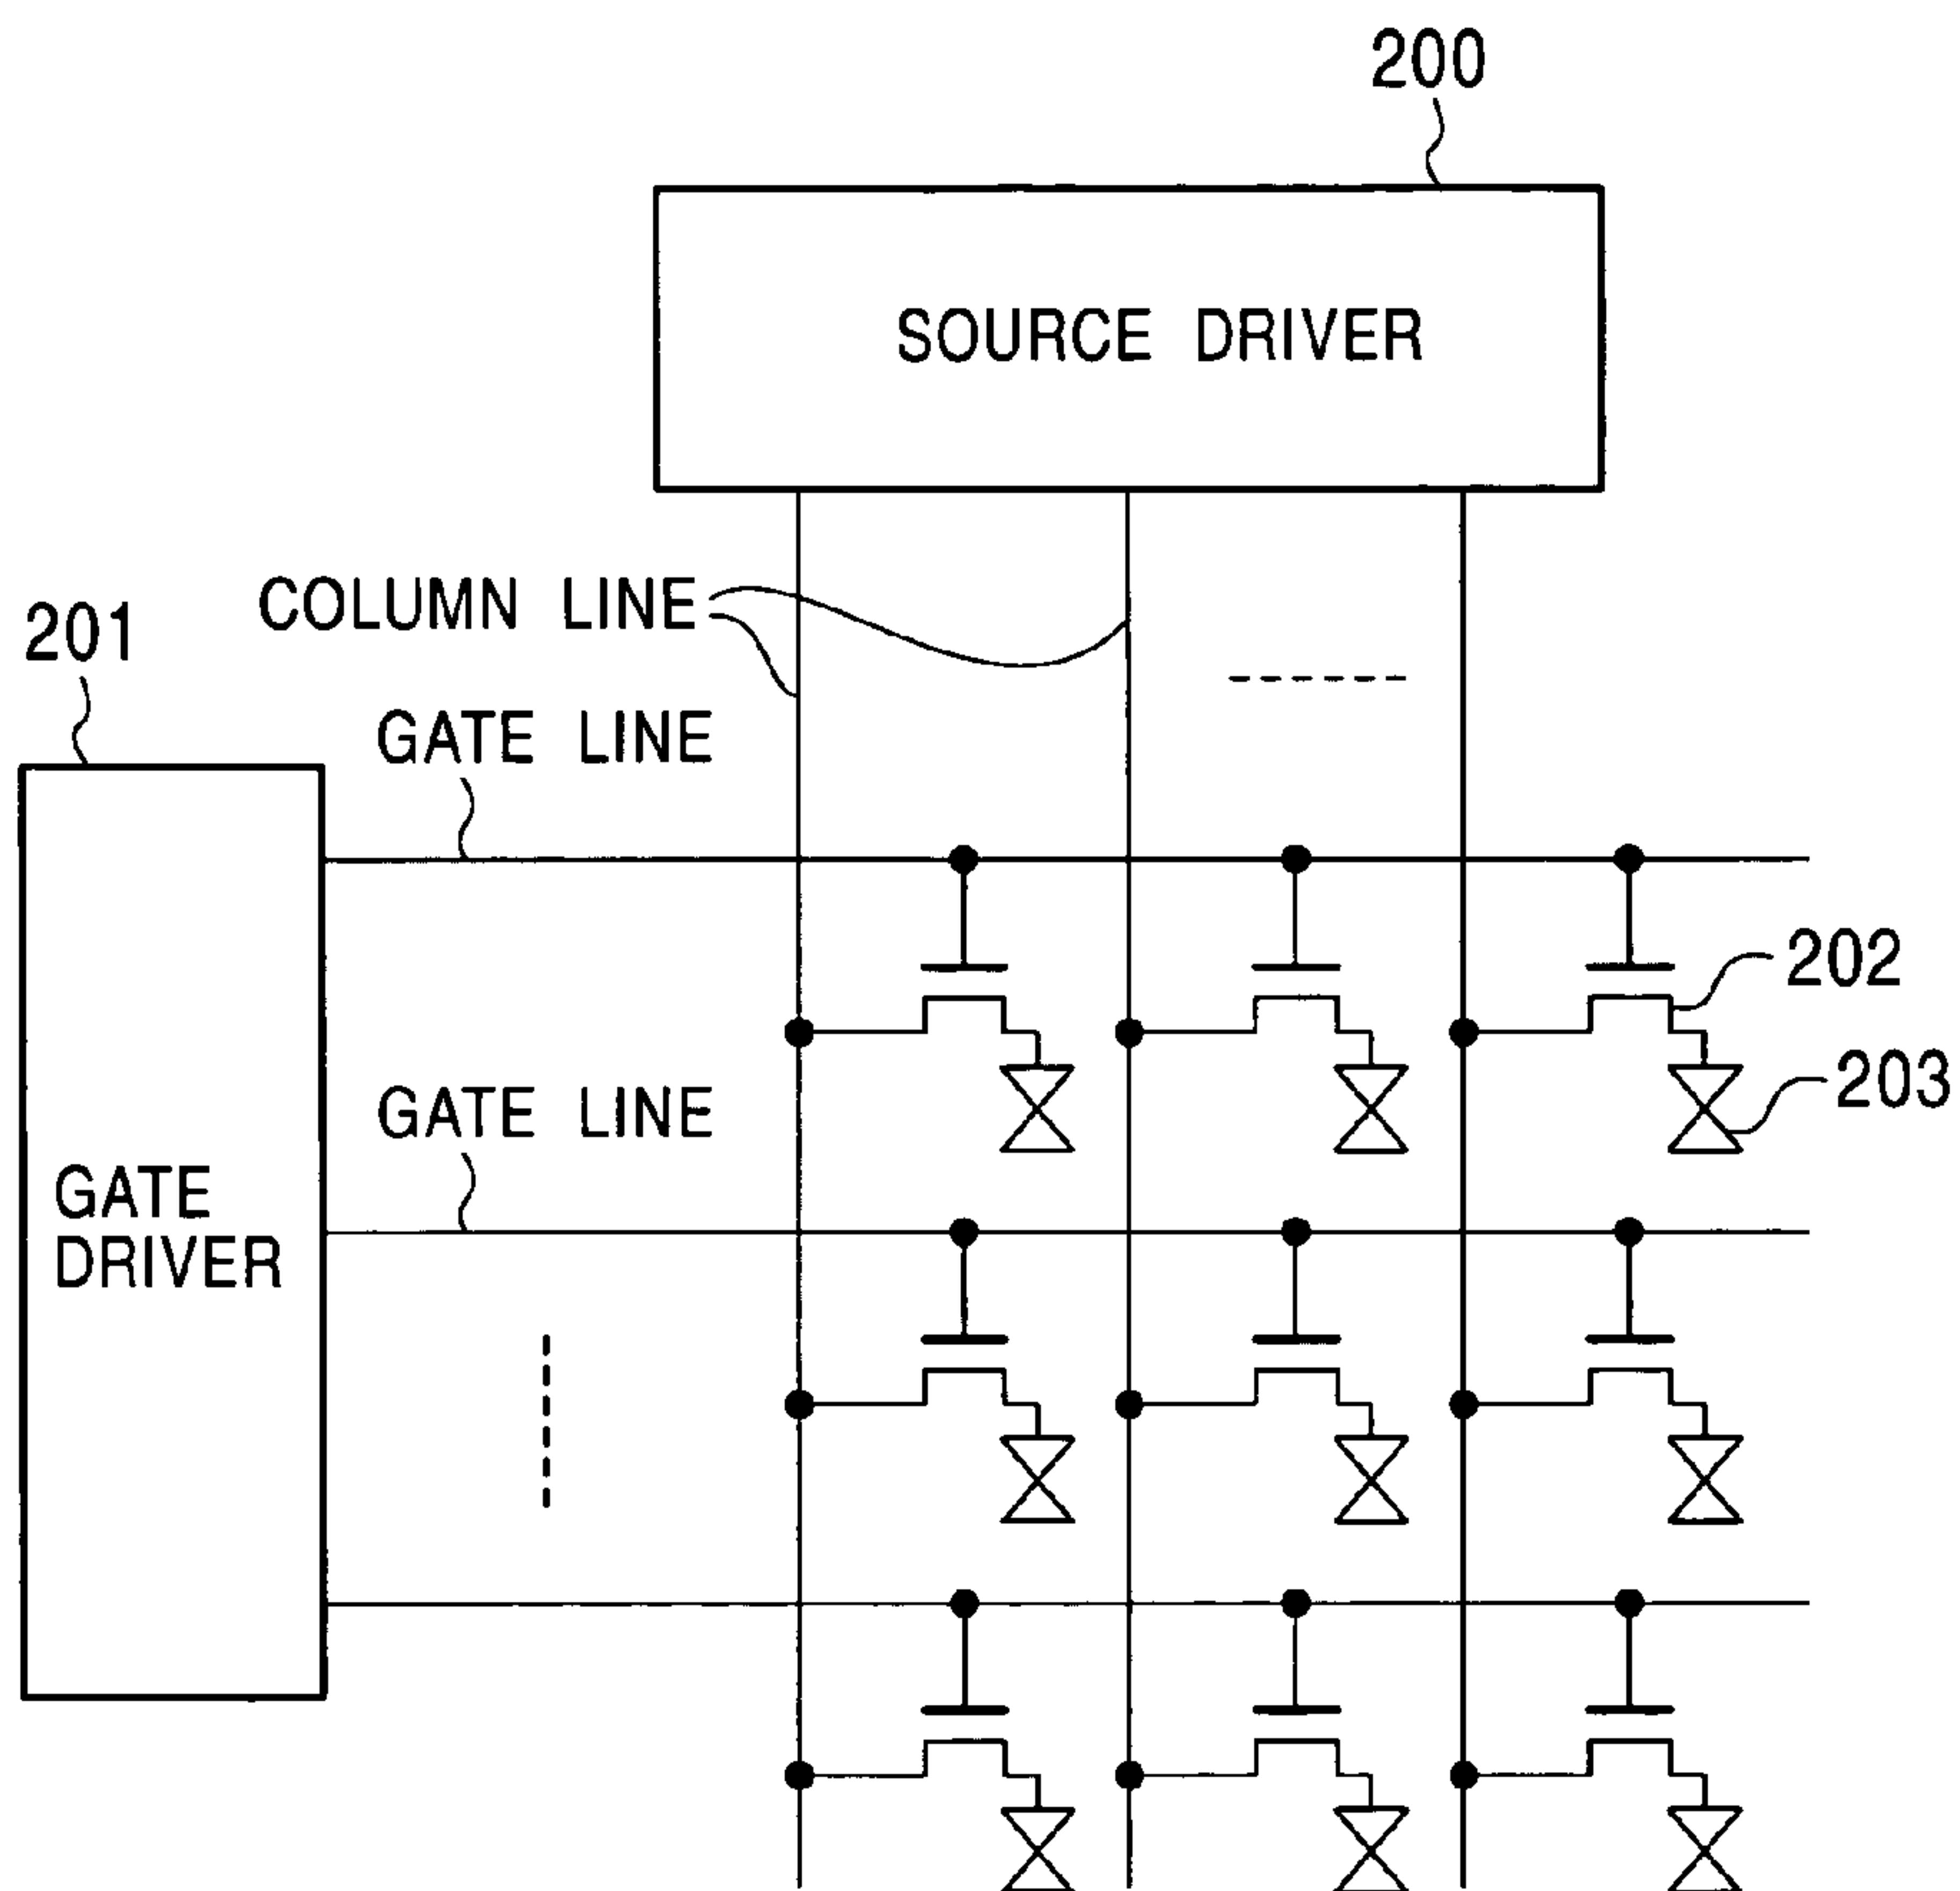 200
SOURCE DRIVER
COLUMN LINE
201
GATE LINE
202
203
GATE LINE
GATE
DRIVER